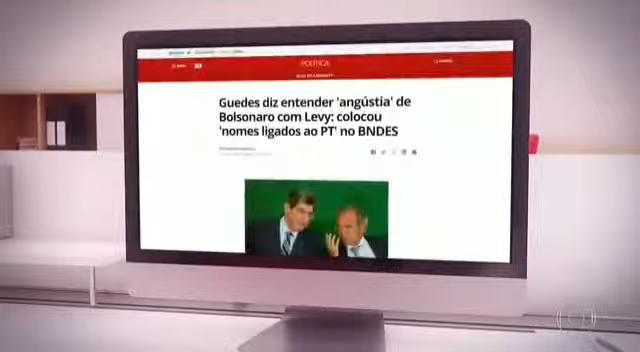 POLÍTICA
Guedes diz entender 'angústia' de
Bolsonaro com Levy: colocou
'nomes ligados ao PT' no BNDES